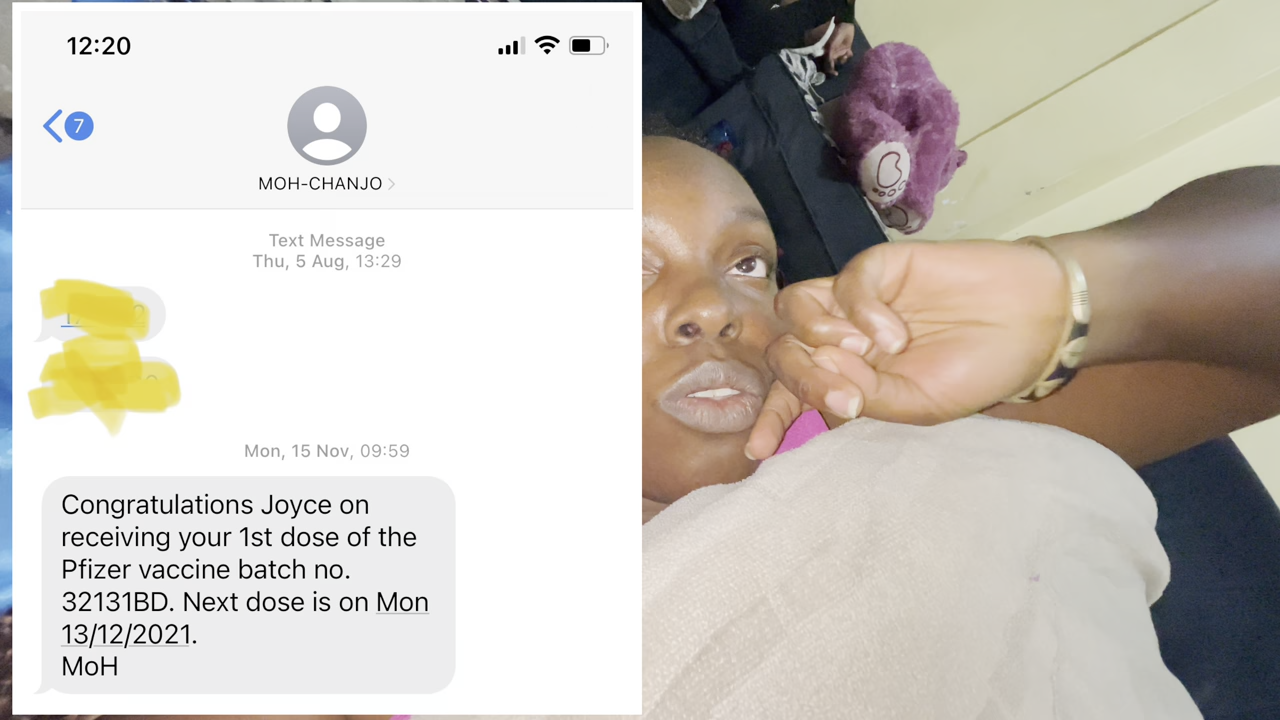 12:20
7
MOH-CHANJO
Text Message
Thu, 5 Aug, 13:29
Mon, 15 Nov, 09:59
Congratulations Joyce on
receiving your 1st dose of the
Pfizer vaccine batch no.
32131BD. Next dose is on Mon
13/12/2021.
MoH